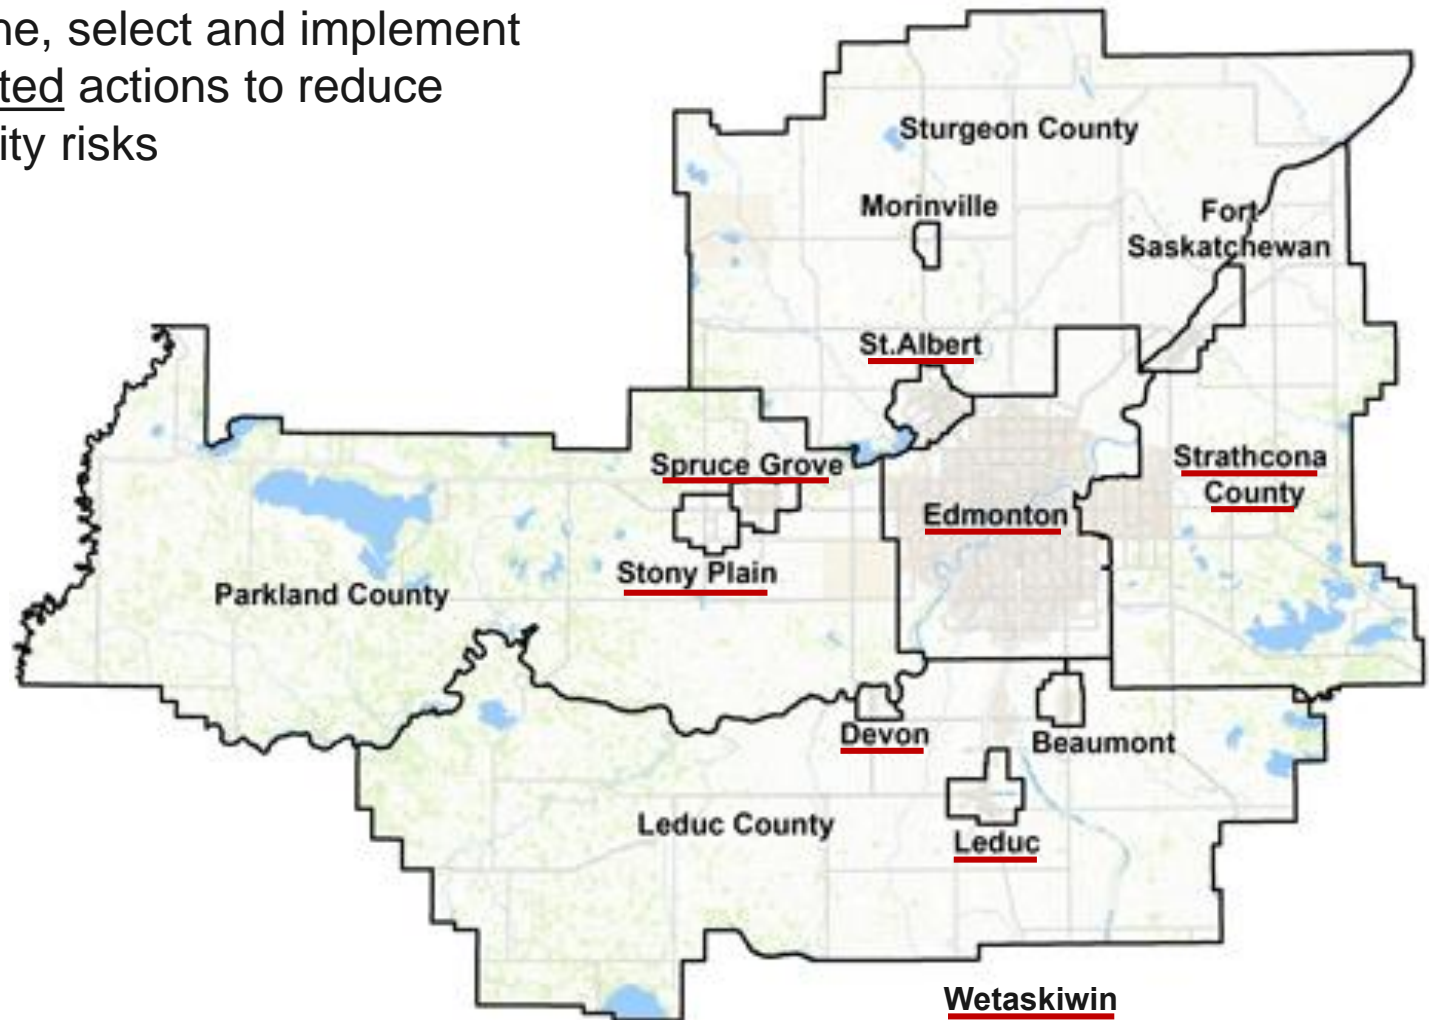 ne, select and implement
ted actions to reduce
ity risks
Sturgeon County
Morinville
Fort
Saskatchewan
St.Albert
Spruce Grove
Strathcona
County
Edmonton
Stony Plain
Parkland County
Devon
Beaumont
Leduc County
Leduc
Wetaskiwin